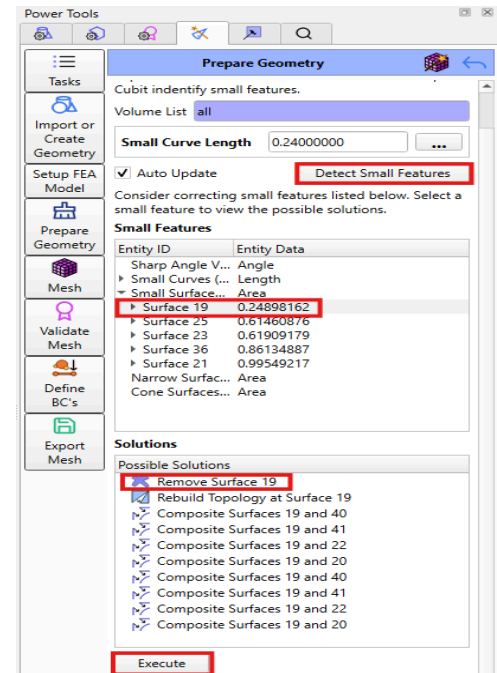 Power Tools
Tasks
Import or
Create
Geometry
Setup FEA
Model
Prepare
Geometry
Mesh
Validate
Mesh
Define
BC's
Export
Mesh
Prepare Geometry
Cubit indentify small features.
Volume List all
Small Curve Length 0.24000000 ...
Auto Update Detect Small Features
Consider correcting small features listed below. Select a
small feature to view the possible solutions.
Small Features
Entity ID Entity Data
Sharp Angle V... Angle
Small Curves (... Length
Small Surface... Area
Surface 19 0.24898162
Surface 25 0.61460876
Surface 23 0.61909179
Surface 36 0.86134887
Surface 21 0.99549217
Narrow Surfac... Area
Cone Surfaces... Area
Solutions
Possible Solutions
Remove Surface 19
Rebuild Topology at Surface 19
Composite Surfaces 19 and 40
Composite Surfaces 19 and 41
Composite Surfaces 19 and 22
Composite Surfaces 19 and 20
Composite Surfaces 19 and 40
Composite Surfaces 19 and 41
Composite Surfaces 19 and 22
Composite Surfaces 19 and 20
Execute